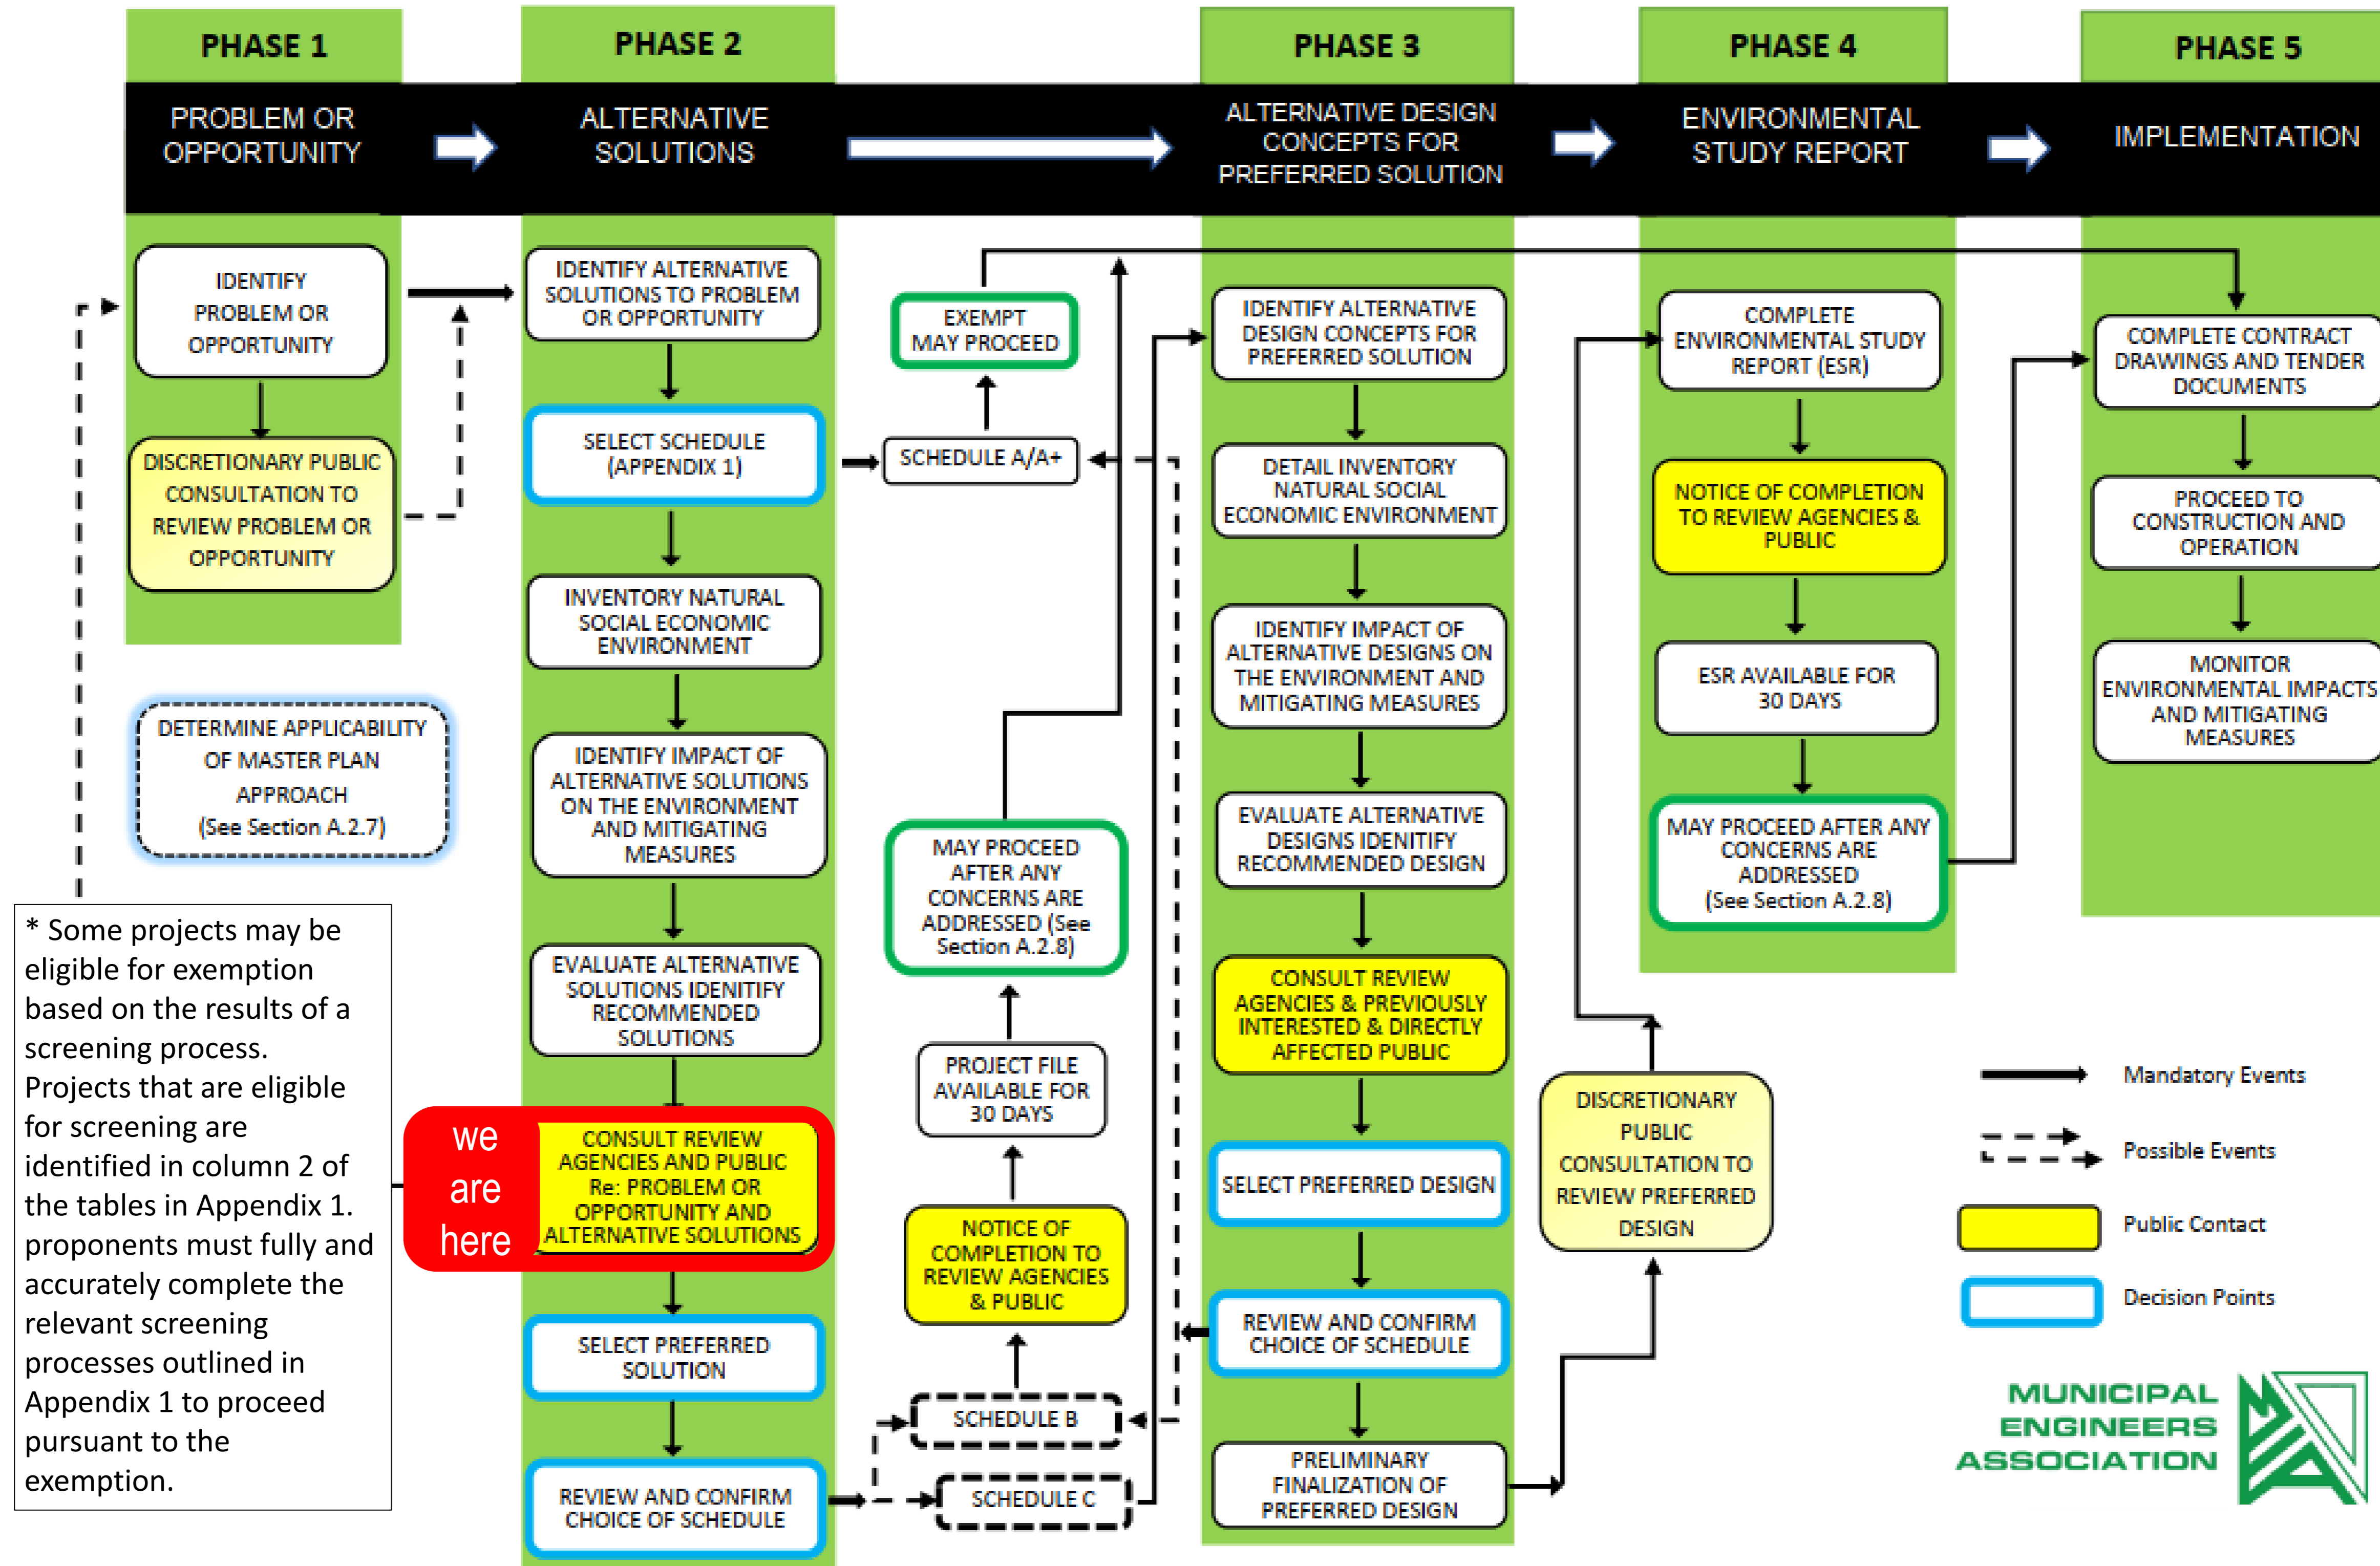 PHASE 1
PHASE 2
PHASE 3
PHASE 4
PHASE 5
PROBLEM OR
OPPORTUNITY
ALTERNATIVE
SOLUTIONS
ALTERNATIVE DESIGN
CONCEPTS FOR
PREFERRED SOLUTION
ENVIRONMENTAL
STUDY REPORT
IMPLEMENTATION
IDENTIFY
PROBLEM OR
OPPORTUNITY
DISCRETIONARY PUBLIC
CONSULTATION TO
REVIEW PROBLEM OR
OPPORTUNITY
DETERMINE APPLICABILITY
OF MASTER PLAN
APPROACH
(See Section A.2.7)
* Some projects may be
eligible for exemption
based on the results of a
screening process.
Projects that are eligible
for screening are
identified in column 2 of
the tables in Appendix 1.
proponents must fully and
accurately complete the
relevant screening
processes outlined in
Appendix 1 to proceed
pursuant to the
exemption.
IDENTIFY ALTERNATIVE
SOLUTIONS TO PROBLEM
OR OPPORTUNITY
SELECT SCHEDULE
(APPENDIX 1)
INVENTORY NATURAL
SOCIAL ECONOMIC
ENVIRONMENT
IDENTIFY IMPACT OF
ALTERNATIVE SOLUTIONS
ON THE ENVIRONMENT
AND MITIGATING
MEASURES
EVALUATE ALTERNATIVE
SOLUTIONS IDENITIFY
RECOMMENDED
SOLUTIONS
we
are
here
CONSULT REVIEW
AGENCIES AND PUBLIC
Re: PROBLEM OR
OPPORTUNITY AND
ALTERNATIVE SOLUTIONS
SELECT PREFERRED
SOLUTION
REVIEW AND CONFIRM
CHOICE OF SCHEDULE
EXEMPT
MAY PROCEED
SCHEDULE A/A+
MAY PROCEED
AFTER ANY
CONCERNS ARE
ADDRESSED (See
Section A.2.8)
PROJECT FILE
AVAILABLE FOR
30 DAYS
NOTICE OF
COMPLETION TO
REVIEW AGENCIES
& PUBLIC
SCHEDULE B
SCHEDULE C
IDENTIFY ALTERNATIVE
DESIGN CONCEPTS FOR
PREFERRED SOLUTION
DETAIL INVENTORY
NATURAL SOCIAL
ECONOMIC ENVIRONMENT
IDENTIFY IMPACT OF
ALTERNATIVE DESIGNS ON
THE ENVIRONMENT AND
MITIGATING MEASURES
EVALUATE ALTERNATIVE
DESIGNS IDENITIFY
RECOMMENDED DESIGN
CONSULT REVIEW
AGENCIES & PREVIOUSLY
INTERESTED & DIRECTLY
AFFECTED PUBLIC
SELECT PREFERRED DESIGN
REVIEW AND CONFIRM
CHOICE OF SCHEDULE
PRELIMINARY
FINALIZATION OF
PREFERRED DESIGN
DISCRETIONARY
PUBLIC
CONSULTATION TO
REVIEW PREFERRED
DESIGN
COMPLETE
ENVIRONMENTAL STUDY
REPORT (ESR)
NOTICE OF COMPLETION
TO REVIEW AGENCIES &
PUBLIC
ESR AVAILABLE FOR
30 DAYS
MAY PROCEED AFTER ANY
CONCERNS ARE
ADDRESSED
(See Section A.2.8)
COMPLETE CONTRACT
DRAWINGS AND TENDER
DOCUMENTS
PROCEED TO
CONSTRUCTION AND
OPERATION
MONITOR
ENVIRONMENTAL IMPACTS
AND MITIGATING
MEASURES
Mandatory Events
Possible Events
Public Contact
Decision Points
MUNICIPAL
ENGINEERS
ASSOCIATION